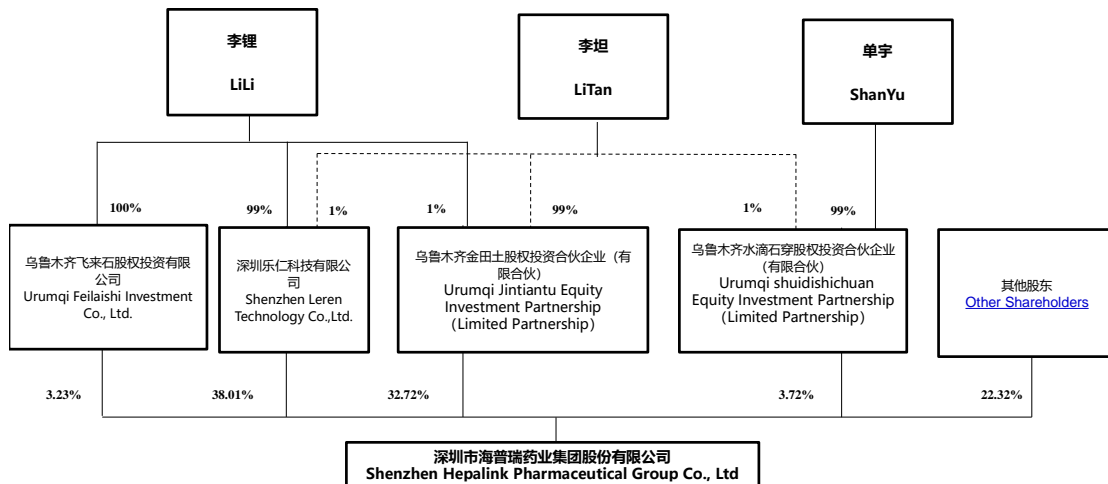 李锂
LiLi
李坦
LiTan
单宇
ShanYu
100%
99%
1%
1%
99%
1%
99%
乌鲁木齐飞来石股权投资有限
公司
Urumqi Feilaishi Investment
Co., Ltd.
深圳乐仁科技有限公
司
Shenzhen Leren
Technology Co.,Ltd.
乌鲁木齐金田土股权投资合伙企业（有
限合伙）
Urumqi Jintiantu Equity
Investment Partnership
（Limited Partnership）
乌鲁木齐水滴石穿股权投资合伙企业
（有限合伙）
Urumqi shuidishichuan
Equity Investment Partnership
（Limited Partnership）
其他股东
Other Shareholders
3.23%
38.01%
32.72%
3.72%
22.32%
深圳市海普瑞药业集团股份有限公司
Shenzhen Hepalink Pharmaceutical Group Co., Ltd